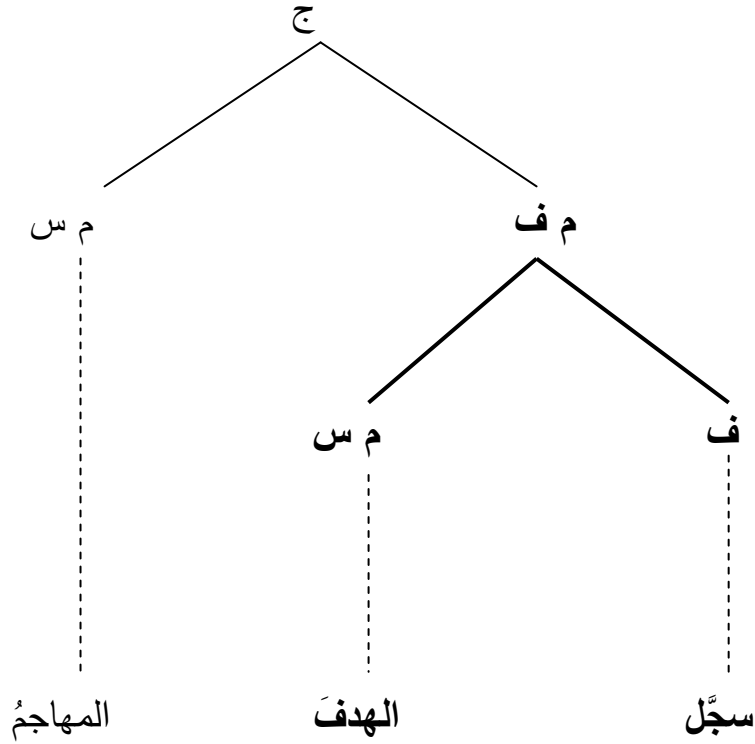 ج
م ف م س
ف م س
سجَّل الهدفَ المهاجمُ